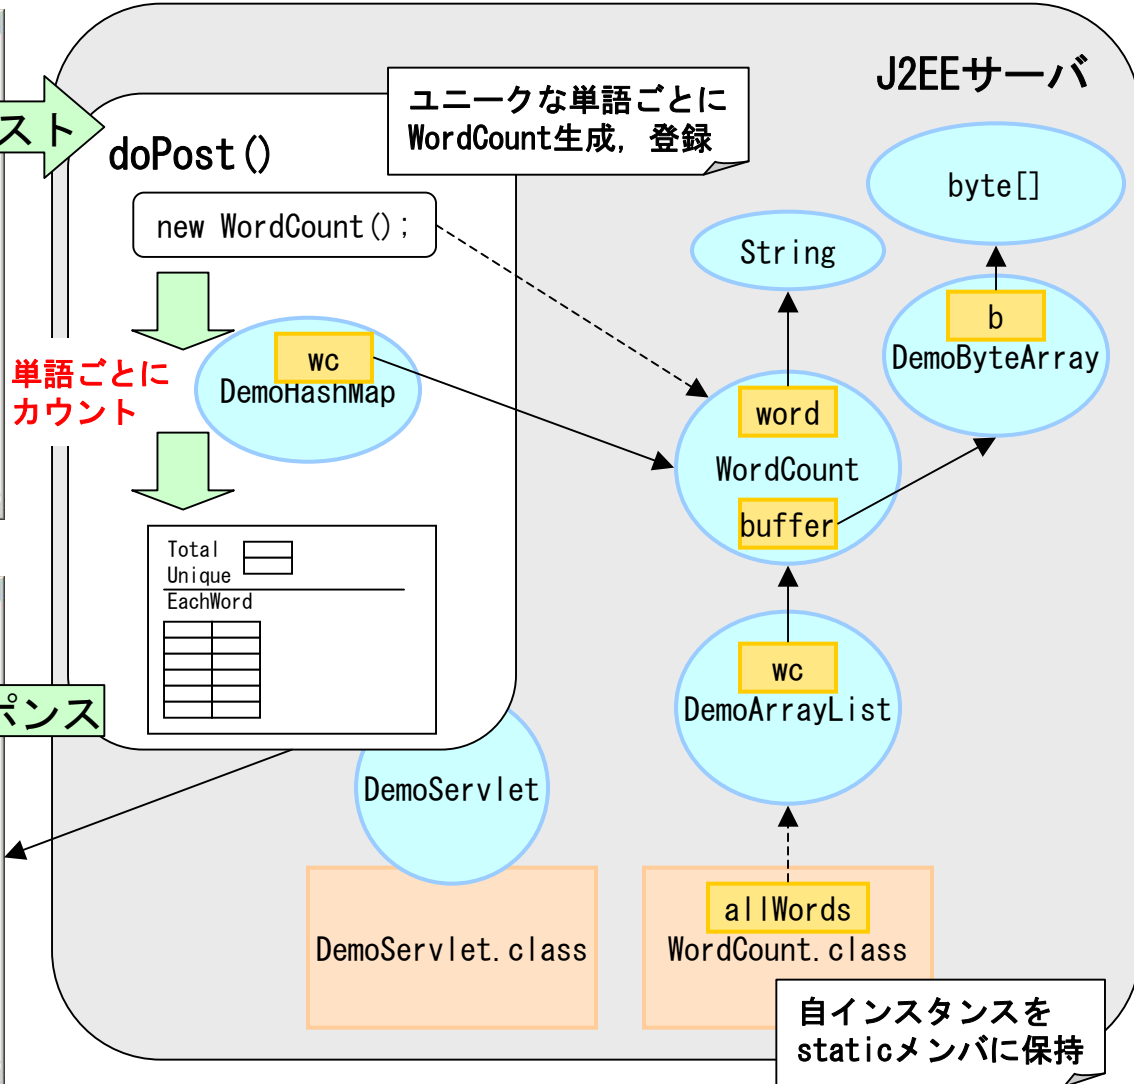 J2EEサーバ
スト
ユニークな単語ごとに
WordCount生成, 登録
doPost()
new WordCount();
byte[]
String
b
DemoByteArray
wc
DemoHashMap
単語ごとに
カウント
word
WordCount
buffer
Total
Unique
EachWord
wc
DemoArrayList
ポンス
DemoServlet
allWords
DemoServlet.class
WordCount.class
自インスタンスを
staticメンバに保持